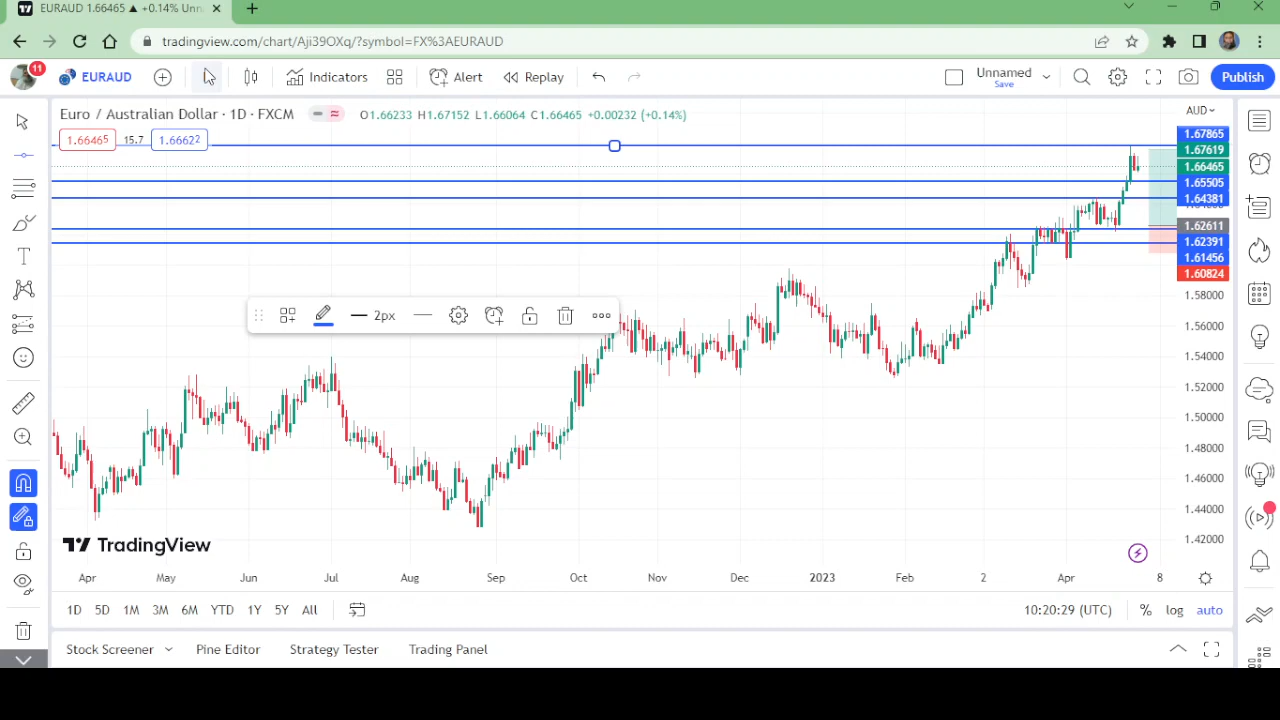 EURAUD 1.66465 ▲ +0.14% Unn
tradingview.com/chart/Aji39OXq/?symbol=FX%3AEURAUD
11
EURAUD
Indicators
Alert
Replay
Unnamed
Save
Publish
Euro / Australian Dollar · 1D · FXCM
O1.66233 H1.67152 L1.66064 C1.66465 +0.00232 (+0.14%)
AUD
1.66465 15.7 1.66622
1.67865
1.67619
1.66465
1.65505
1.64381
1.62611
1.62391
1.61456
1.60824
1.58000
1.56000
1.54000
1.52000
1.50000
1.48000
1.46000
1.44000
1.42000
2px
TradingView
Apr May Jun Jul Aug Sep Oct Nov Dec 2023 Feb 2 Apr 8
1D 5D 1M 3M 6M YTD 1Y 5Y All
10:20:29 (UTC) % log auto
Stock Screener Pine Editor Strategy Tester Trading Panel